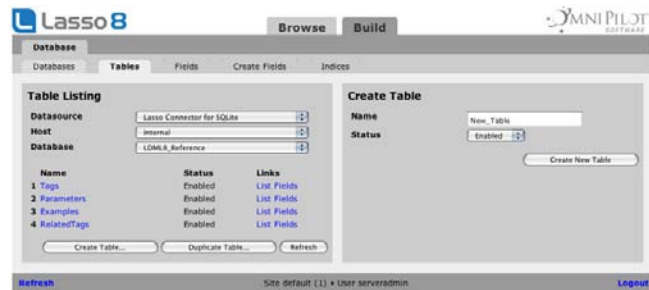 Lasso 8
Browse
Build
OMNIPILOT
SOFTWARE
Database
Databases
Tables
Fields
Create Fields
Indices
Table Listing
Datasource Lasso Connector for SQLite
Host internal
Database LDML8_Reference
Name Status Links
1 Tags Enabled List Fields
2 Parameters Enabled List Fields
3 Examples Enabled List Fields
4 RelatedTags Enabled List Fields
Create Table... Duplicate Table... Refresh
Create Table
Name New_Table
Status Enabled
Create New Table
Refresh
Site default (1) • User serveradmin
Logout